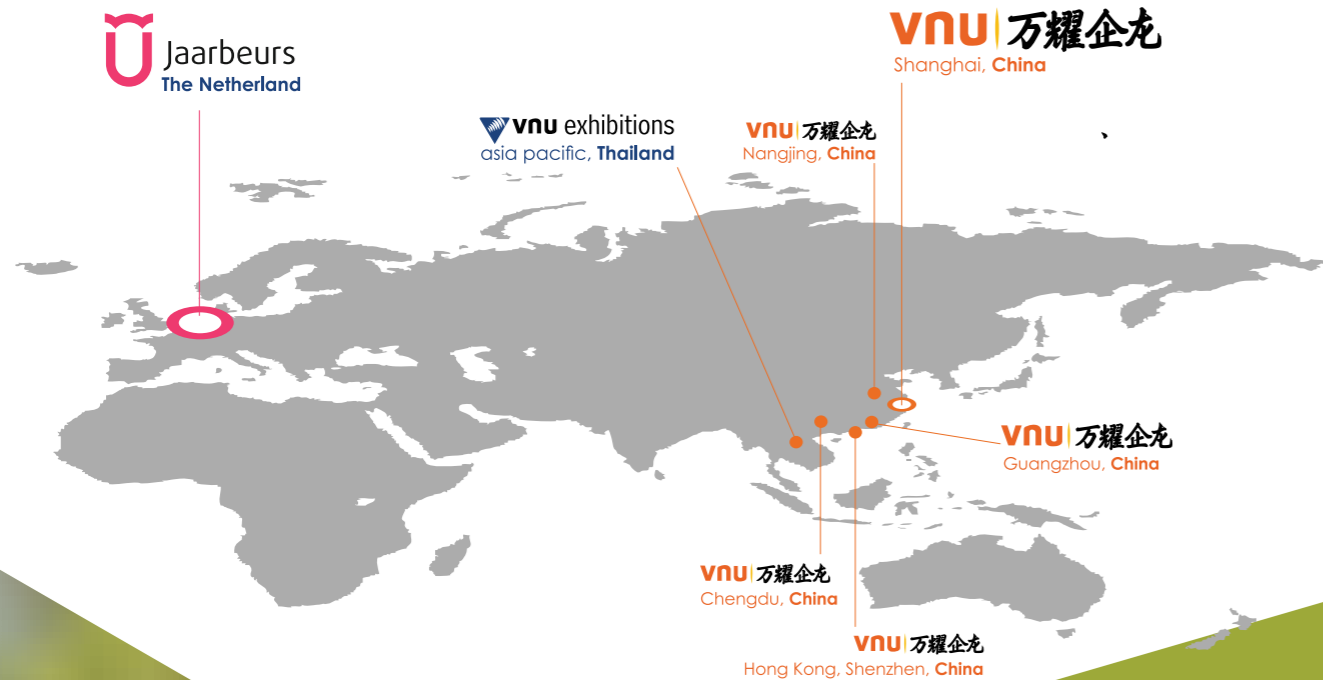 Jaarbeurs
The Netherland
vnu 万耀企龙
Shanghai, China
vnu exhibitions
asia pacific, Thailand
vnu 万耀企龙
Nangjing, China
vnu 万耀企龙
Guangzhou, China
vnu 万耀企龙
Chengdu, China
vnu 万耀企龙
Hong Kong, Shenzhen, China